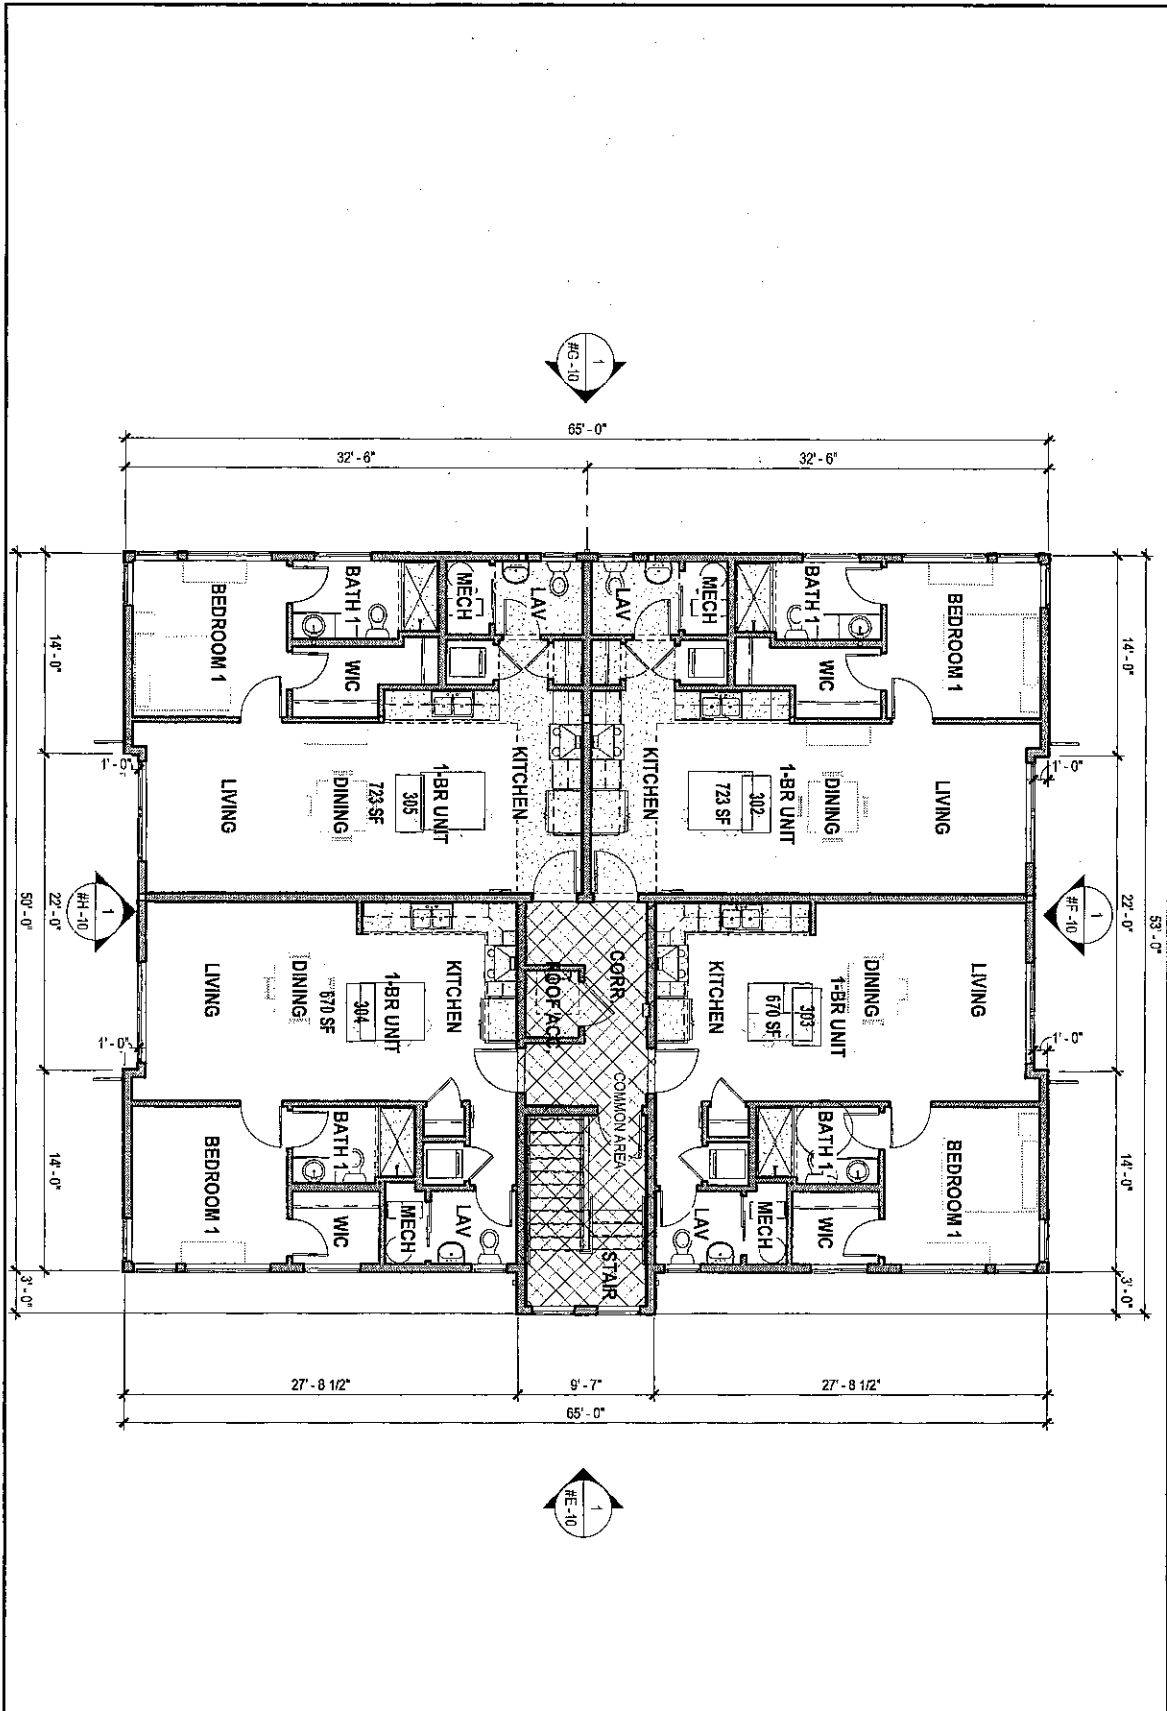 1
#G-10
65' - 0"
32' - 6"
32' - 6"
BEDROOM 1
BATH 1
MECH
LAV
LAV
MECH
BATH 1
BEDROOM 1
WIC
WIC
14' - 0"
14' - 0"
1' - 0"
1' - 0"
LIVING
DINING
723 SF
305
1-BR UNIT
KITCHEN
KITCHEN
723 SF
302
1-BR UNIT
DINING
LIVING
1
#H-10
50' - 0"
22' - 0"
1
#F-10
22' - 0"
53' - 0"
LIVING
DINING
670 SF
304
1-BR UNIT
KITCHEN
ROOF ACC.
CORR.
COMMON AREA
KITCHEN
670 SF
303
1-BR UNIT
DINING
LIVING
1' - 0"
1' - 0"
BEDROOM 1
BATH 1
WIC
MECH
LAV
STAIR
LAV
MECH
WIC
BATH 1
BEDROOM 1
14' - 0"
14' - 0"
3' - 0"
3' - 0"
27' - 8 1/2"
9' - 7"
27' - 8 1/2"
65' - 0"
1
#E-10